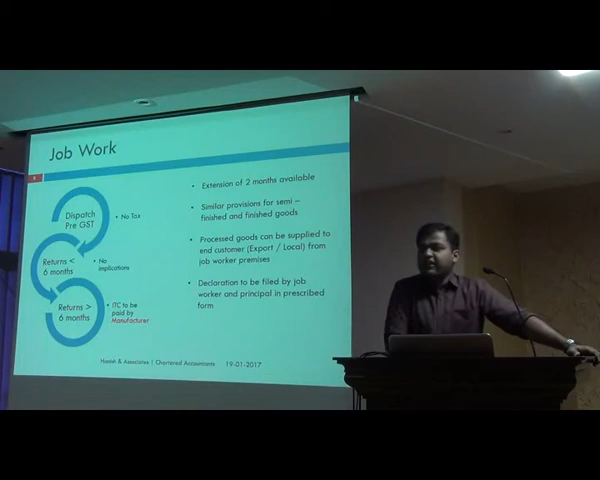 Job Work
Dispatch
Pre GST
• No Tax
Returns <
6 months
• No
implications
Returns >
6 months
• ITC to be
paid by
Manufacturer
• Extension of 2 months available
• Similar provisions for semi –
finished and finished goods
• Processed goods can be supplied to
end customer (Export / Local) from
job worker premises
• Declaration to be filed by job
worker and principal in prescribed
form
& Associates | Chartered Accountants
19-01-2017